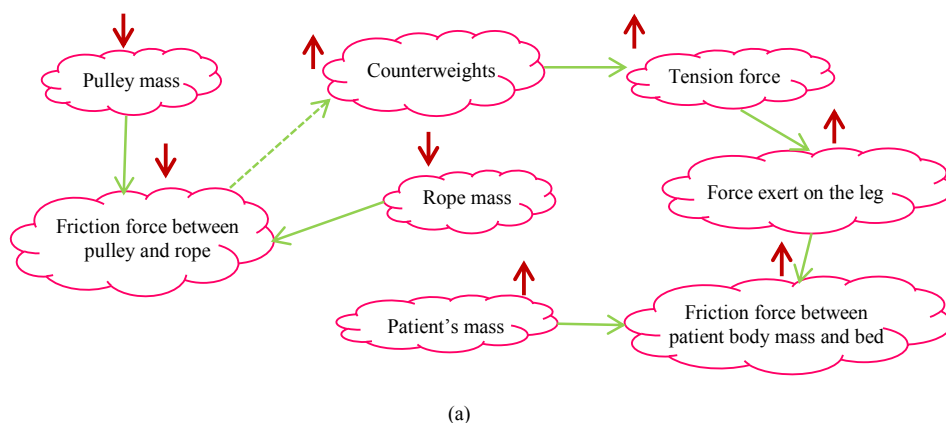 Pulley mass
Counterweights
Tension force
Rope mass
Force exert on the leg
Friction force between
pulley and rope
Patient's mass
Friction force between
patient body mass and bed
(a)